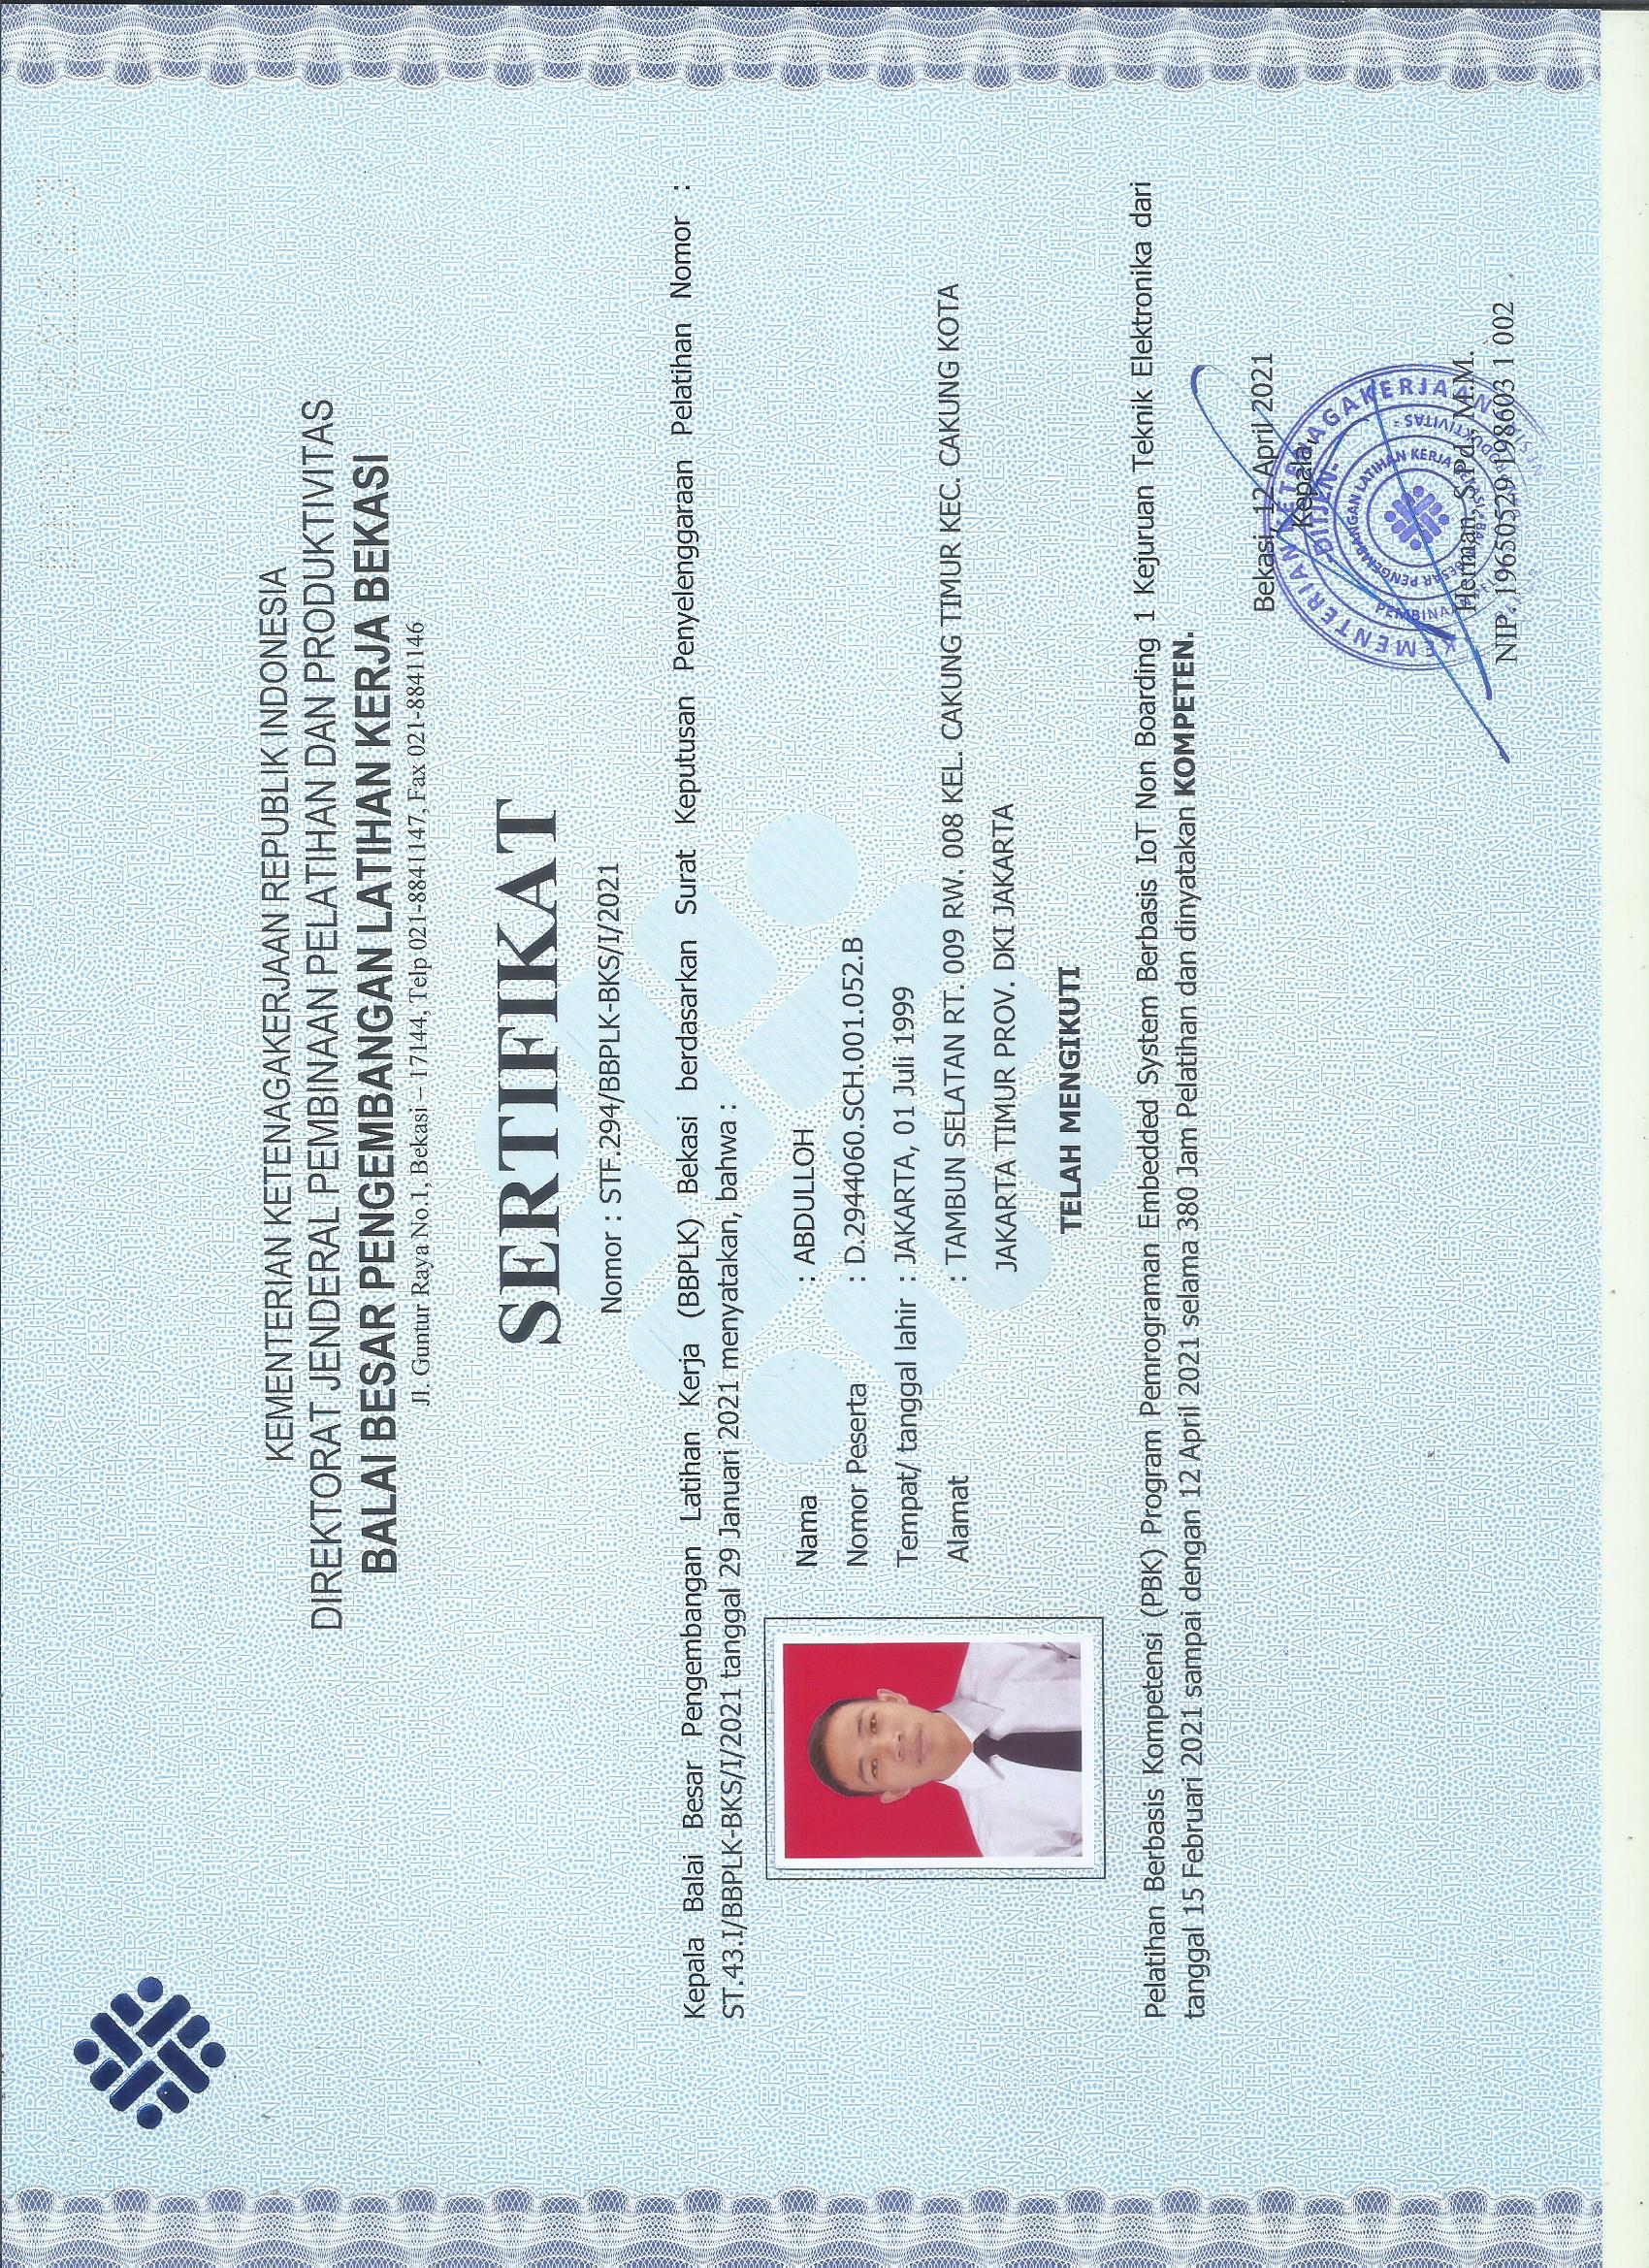 KEMENTERIAN KETENAGAKERJAAN REPUBLIK INDONESIA
DIREKTORAT JENDERAL PEMBINAAN PELATIHAN DAN PRODUKTIVITAS
BALAI BESAR PENGEMBANGAN LATIHAN KERJA BEKASI
Jl. Guntur Raya No.1, Bekasi – 17144, Telp 021-8841147, Fax 021-8841146
SERTIFIKAT
Nomor : STF.294/BBPLK-BKS/I/2021
Kepala Balai Besar Pengembangan Latihan Kerja (BBPLK) Bekasi berdasarkan Surat Keputusan Penyelenggaraan Pelatihan Nomor :
ST.43.I/BBPLK-BKS/I/2021 tanggal 29 Januari 2021 menyatakan, bahwa :
Nama : ABDULLOH
Nomor Peserta : D.2944060.SCH.001.052.B
Tempat/ tanggal lahir : JAKARTA, 01 Juli 1999
Alamat : TAMBUN SELATAN RT. 009 RW. 008 KEL. CAKUNG TIMUR KEC. CAKUNG KOTA
JAKARTA TIMUR PROV. DKI JAKARTA
TELAH MENGIKUTI
Pelatihan Berbasis Kompetensi (PBK) Program Pemrograman Embedded System Berbasis IoT Non Boarding 1 Kejuruan Teknik Elektronika dari
tanggal 15 Februari 2021 sampai dengan 12 April 2021 selama 380 Jam Pelatihan dan dinyatakan KOMPETEN.
Bekasi, 12 April 2021
Kepala,
KEMENTERIAN KETENAGAKERJAAN
-DITJEN-
BESAR PENGEMBANGAN LATIHAN KERJA
PRODUKTIVITAS
Herman, S.Pd., M.M.
NIP. 19650529 198603 1 002